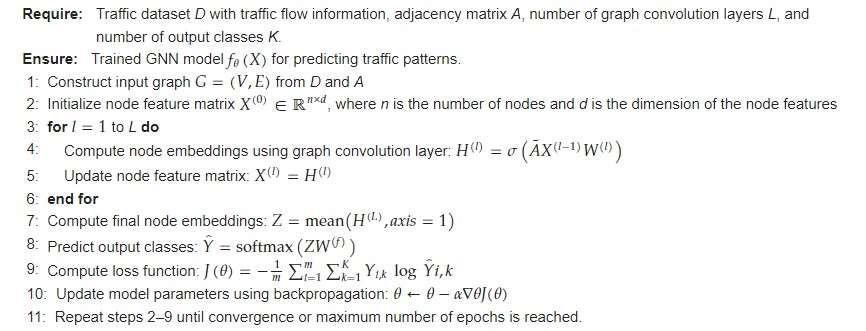 Require: Traffic dataset D with traffic flow information, adjacency matrix A, number of graph convolution layers L, and
number of output classes K.
Ensure: Trained GNN model f_θ (X) for predicting traffic patterns.
1: Construct input graph G = (V, E) from D and A
2: Initialize node feature matrix X^(0) ∈ ℝ^n×d, where n is the number of nodes and d is the dimension of the node features
3: for l = 1 to L do
4: Compute node embeddings using graph convolution layer: H^(l) = σ (ĀX^(l−1) W^(l))
5: Update node feature matrix: X^(l) = H^(l)
6: end for
7: Compute final node embeddings: Z = mean(H^(L), axis = 1)
8: Predict output classes: Ŷ = softmax (ZW^(f))
9: Compute loss function: J (θ) = −1/m ∑_i=1^m ∑_k=1^K Y_i,k log Ŷi,k
10: Update model parameters using backpropagation: θ ← θ − α∇θJ(θ)
11: Repeat steps 2–9 until convergence or maximum number of epochs is reached.